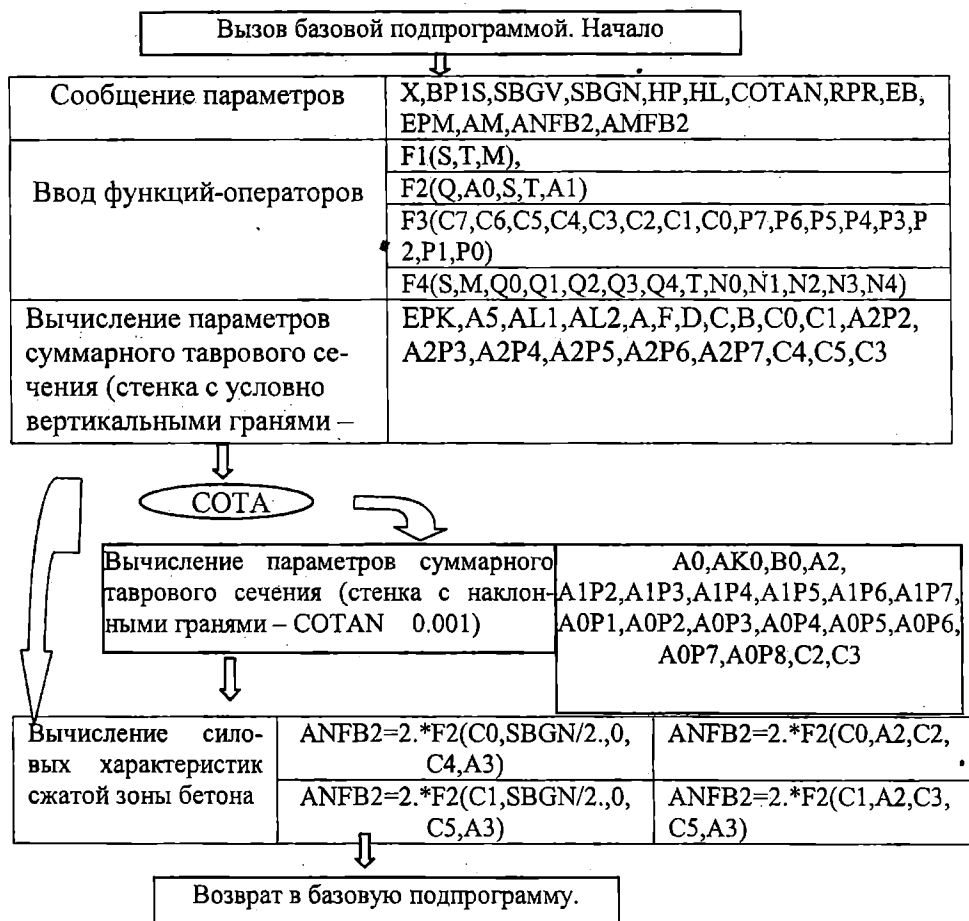 Вызов базовой подпрограммой. Начало
Сообщение параметров
X,BP1S,SBGV,SBGN,HP,HL,COTAN,RPR,EB,
EPM,AM,ANFB2,AMFB2
Ввод функций-операторов
F1(S,T,M),
F2(Q,A0,S,T,A1)
F3(C7,C6,C5,C4,C3,C2,C1,C0,P7,P6,P5,P4,P3,P
2,P1,P0)
F4(S,M,Q0,Q1,Q2,Q3,Q4,T,N0,N1,N2,N3,N4)
Вычисление параметров
суммарного таврового се-
чения (стенка с условно
вертикальными гранями –
EPK,A5,AL1,AL2,A,F,D,C,B,C0,C1,A2P2,
A2P3,A2P4,A2P5,A2P6,A2P7,C4,C5,C3
COTA
Вычисление параметров суммарного
таврового сечения (стенка с наклон-
ными гранями – COTAN 0.001)
A0,AK0,B0,A2,
A1P2,A1P3,A1P4,A1P5,A1P6,A1P7,
A0P1,A0P2,A0P3,A0P4,A0P5,A0P6,
A0P7,A0P8,C2,C3
Вычисление сило-
вых характеристик
сжатой зоны бетона
ANFB2=2.*F2(C0,SBGN/2.,0,
C4,A3)
ANFB2=2.*F2(C0,A2,C2,
ANFB2=2.*F2(C1,SBGN/2.,0,
C5,A3)
ANFB2=2.*F2(C1,A2,C3,
C5,A3)
Возврат в базовую подпрограмму.